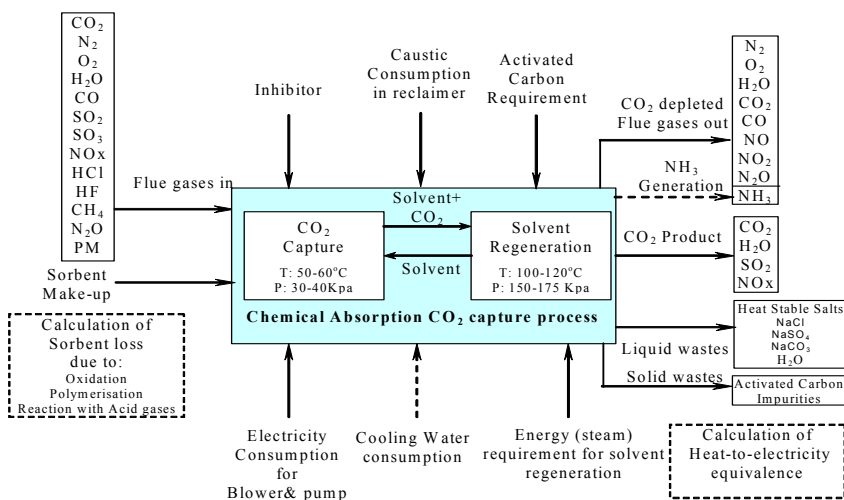 CO₂
N₂
O₂
H₂O
CO
SO₂
SO₃
NOx
HCl
HF
CH₄
N₂O
PM
Flue gases in
Sorbent
Make-up
Calculation of
Sorbent loss
due to:
Oxidation
Polymerisation
Reaction with Acid gases
Inhibitor
Caustic
Consumption
in reclaimer
Activated
Carbon
Requirement
Solvent+
CO₂
Solvent
CO₂
Capture
T: 50-60°C
P: 30-40Kpa
Solvent
Regeneration
T: 100-120°C
P: 150-175 Kpa
Chemical Absorption CO₂ capture process
Electricity
Consumption
for
Blower& pump
Cooling Water
consumption
Energy (steam)
requirement for solvent
regeneration
CO₂ depleted
Flue gases out
NH₃
Generation
CO₂ Product
Liquid wastes
Solid wastes
N₂
O₂
H₂O
CO₂
CO
NO
NO₂
N₂O
NH₃
CO₂
H₂O
SO₂
NOx
Heat Stable Salts
NaCl
NaSO₄
NaCO₃
H₂O
Activated Carbon
Impurities
Calculation of
Heat-to-electricity
equivalence